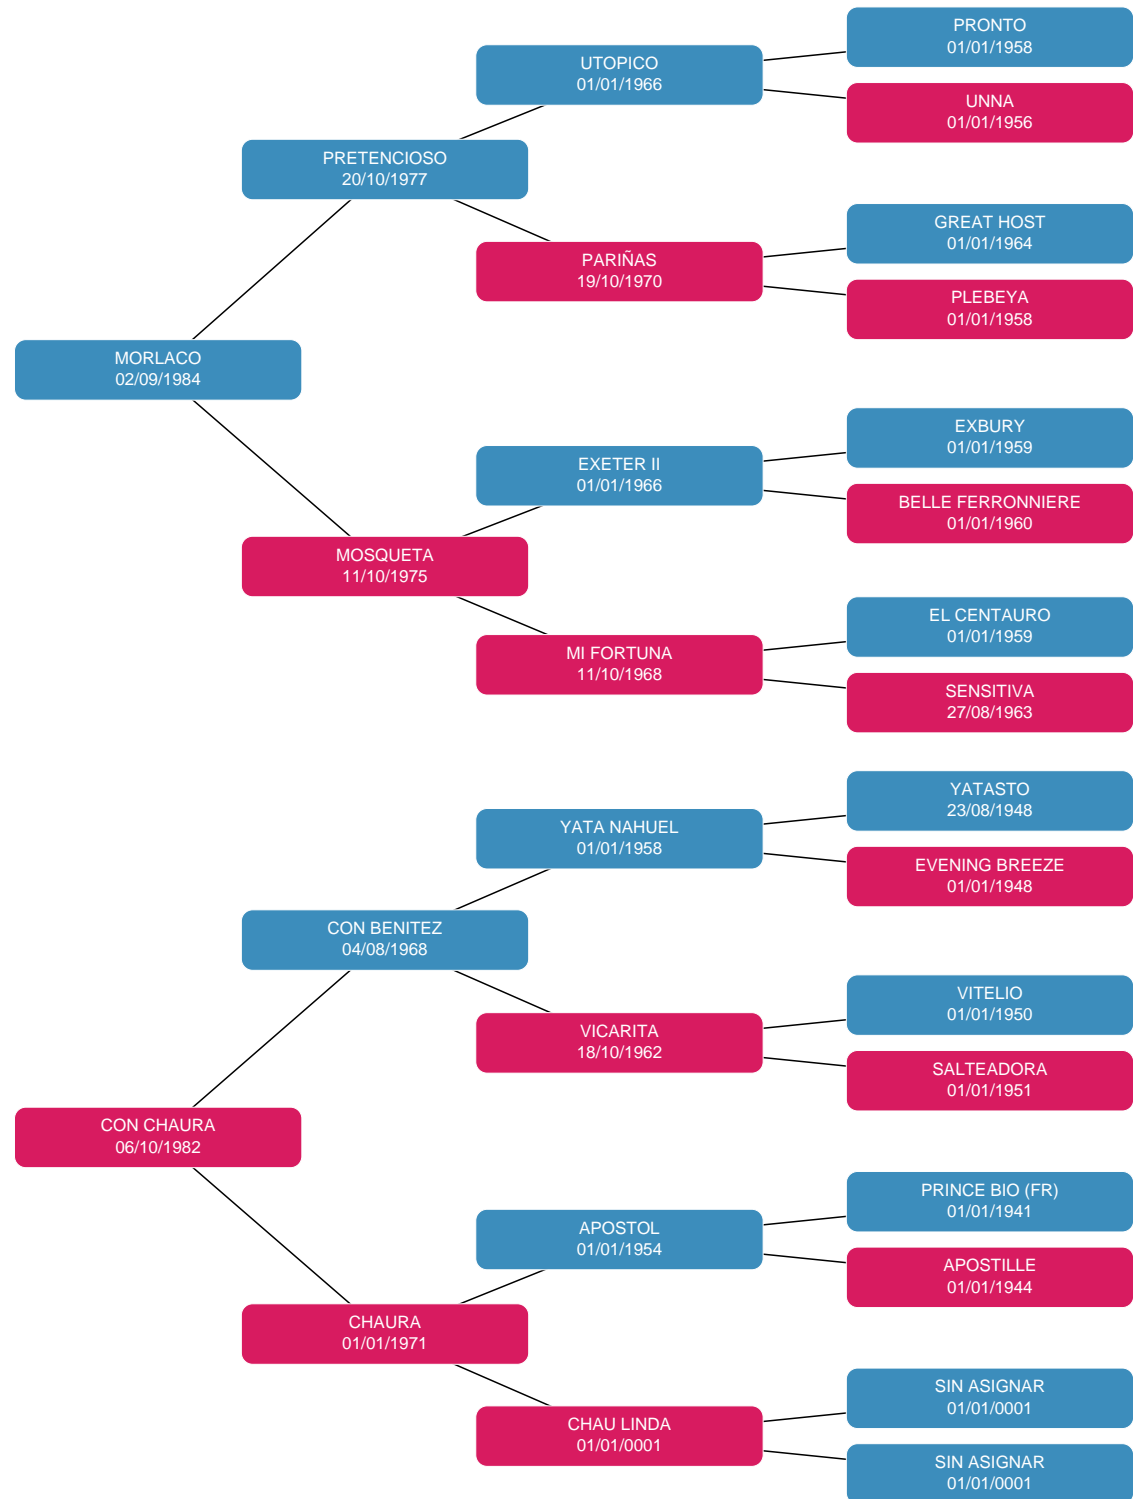 PRONTO
01/01/1958
UTOPICO
01/01/1966
UNNA
01/01/1956
PRETENCIOSO
20/10/1977
GREAT HOST
01/01/1964
PARIÑAS
19/10/1970
PLEBEYA
01/01/1958
MORLACO
02/09/1984
EXBURY
01/01/1959
EXETER II
01/01/1966
BELLE FERRONNIERE
01/01/1960
MOSQUETA
11/10/1975
EL CENTAURO
01/01/1959
MI FORTUNA
11/10/1968
SENSITIVA
27/08/1963
YATASTO
23/08/1948
YATA NAHUEL
01/01/1958
EVENING BREEZE
01/01/1948
CON BENITEZ
04/08/1968
VITELIO
01/01/1950
VICARITA
18/10/1962
SALTEADORA
01/01/1951
CON CHAURA
06/10/1982
PRINCE BIO (FR)
01/01/1941
APOSTOL
01/01/1954
APOSTILLE
01/01/1944
CHAURA
01/01/1971
SIN ASIGNAR
01/01/0001
CHAU LINDA
01/01/0001
SIN ASIGNAR
01/01/0001